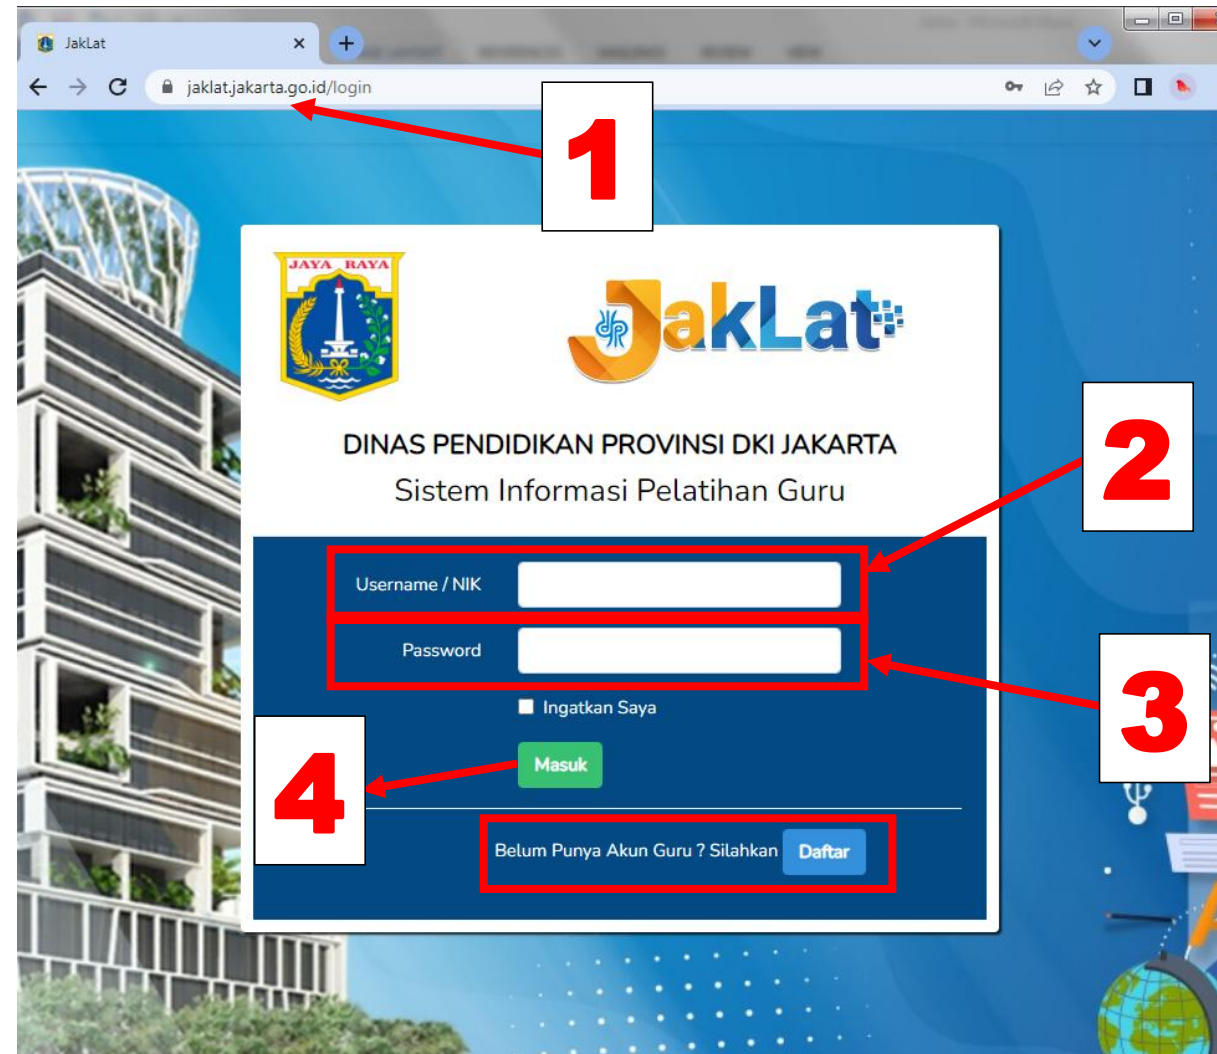 JakLat
jaklat.jakarta.go.id/login
1
JAYA RAYA
JakLat
DINAS PENDIDIKAN PROVINSI DKI JAKARTA
Sistem Informasi Pelatihan Guru
2
Username / NIK
Password
3
Ingatkan Saya
4
Masuk
Belum Punya Akun Guru ? Silahkan Daftar